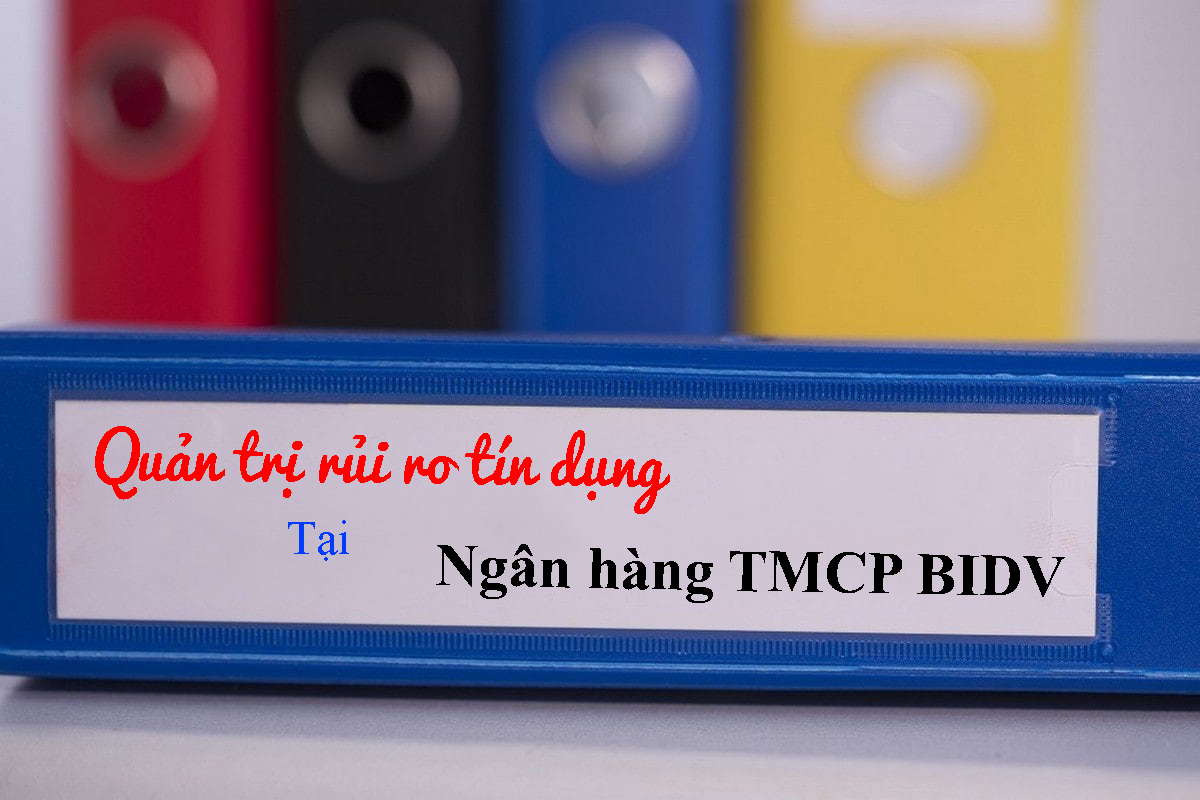 Quản trị rủi ro tín dụng
Tại
Ngân hàng TMCP BIDV